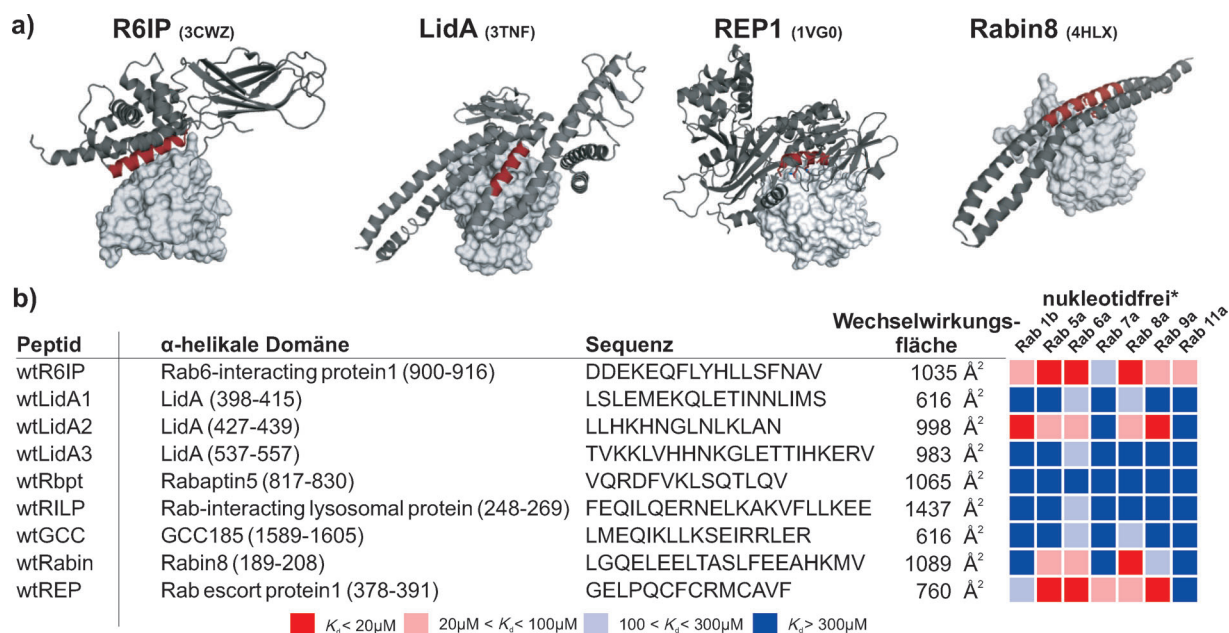 a)
R6IP (3CWZ) LidA (3TNF) REP1 (1VG0) Rabin8 (4HLX)
b)
nukleotidfrei*
Rab 1b Rab 5a Rab 6a Rab 7a Rab 8a Rab 9a Rab 11a
Peptid α-helikale Domäne Sequenz Wechselwirkungs-
fläche
wtR6IP Rab6-interacting protein1 (900-916) DDEKEQFLYHLLSFNAV 1035 Å²
wtLidA1 LidA (398-415) LSLEMEKQLETINNLIMS 616 Å²
wtLidA2 LidA (427-439) LLHKHNGLNLKLAN 998 Å²
wtLidA3 LidA (537-557) TVKKLVHHNKGLETTIHKERV 983 Å²
wtRbpt Rabaptin5 (817-830) VQRDFVKLSQTLQV 1065 Å²
wtRILP Rab-interacting lysosomal protein (248-269) FEQILQERNELKAKVFLLKEE 1437 Å²
wtGCC GCC185 (1589-1605) LMEQIKLLKSEIRRLER 616 Å²
wtRabin Rabin8 (189-208) LGQELEELTASLFEEAHKMV 1089 Å²
wtREP Rab escort protein1 (378-391) GELPQCFCRMCAVF 760 Å²
Kd< 20µM 20µM < Kd< 100µM 100 < Kd< 300µM Kd> 300µM